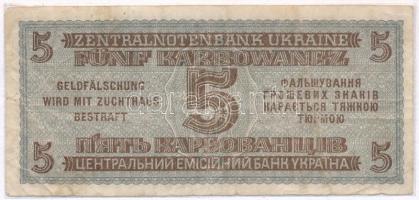 5 ZENTRALNOTENBANK UKRAINE 5
FÜNF KARBOWANEZ
GELDFÄLSCHUNG
WIRD MIT ZUCHTHAUS
BESTRAFT
5
ФАЛЬШУВАННЯ
ГРОШЕВИХ ЗНАКІВ
КАРАЄТЬСЯ ТЯЖКОЮ
ТЮРМОЮ
П'ЯТЬ КАРБОВАНЦІВ
5 ЦЕНТРАЛЬНИЙ ЕМІСІЙНИЙ БАНК УКРАЇНА 5